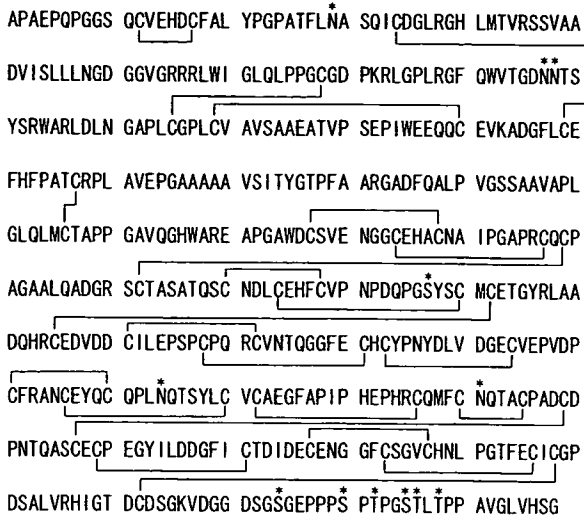 APAEPQPGGS QCVEHDCFAL YPGPATFLNA SQICDGLRGH LMTVRSSVAA
DVISLLLNGD GGVGRRRLWI GLQLPPGCGD PKRLGPLRGF QWVTGDNNTS
YSRWARLDLN GAPLCGPLCV AVSAAEATVP SEPIWEEQQC EVKADGFLCE
FHFPATCRPL AVEPGAAAAA VSITYGTPFA ARGADFQALP VGSSAAVAPL
GLQLMCTAPP GAVQGHWARE APGAWDCSVE NGGCEHACNA IPGAPRCQCP
AGAALQADGR SCTASATQSC NDLCEHFCVP NPDQPGSYSC MCETGYRLAA
DQHRCEDVDD CILEPSPCPQ RCVNTQGGFE CHCYPNYDLV DGECVEPVDP
CFRANCEYQC QPLNQTSYLC VCAEGFAPIP HEPHRCQMFC NQTACPADCD
PNTQASCECP EGYILDDGFI CTDIDECENG GFCSGVCHNL PGTFECICGP
DSALVRHIGT DCDSGKVDGG DSGSGEPPPS PTPGSTLTPP AVGLVHSG